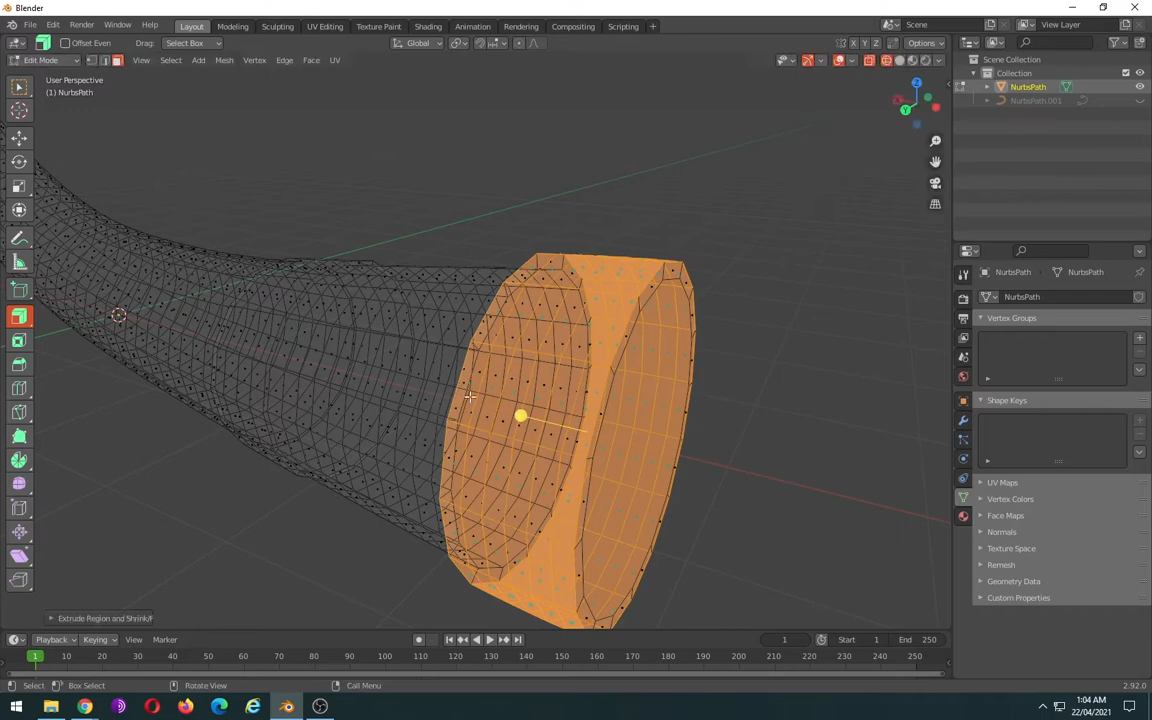 Blender
File Edit Render Window Help
Layout Modeling Sculpting UV Editing Texture Paint Shading Animation Rendering Compositing Scripting +
Scene
View Layer
Offset Even Drag: Select Box
Global
X Y Z Options
Edit Mode
View Select Add Mesh Vertex Edge Face UV
User Perspective
(1) NurbsPath
Z
Y
Scene Collection
Collection
NurbsPath
NurbsPath.001
NurbsPath NurbsPath
NurbsPath
Vertex Groups
Shape Keys
UV Maps
Vertex Colors
Face Maps
Normals
Texture Space
Remesh
Geometry Data
Custom Properties
Extrude Region and Shrink/F
Playback Keying View Marker
1 Start 1 End 250
1 10 20 30 40 50 60 70 80 90 100 110 120 130 140 150 160 170 180 190 200 210 220 230 240 250
Select Box Select Rotate View Call Menu 2.92.0
1:04 AM
22/04/2021